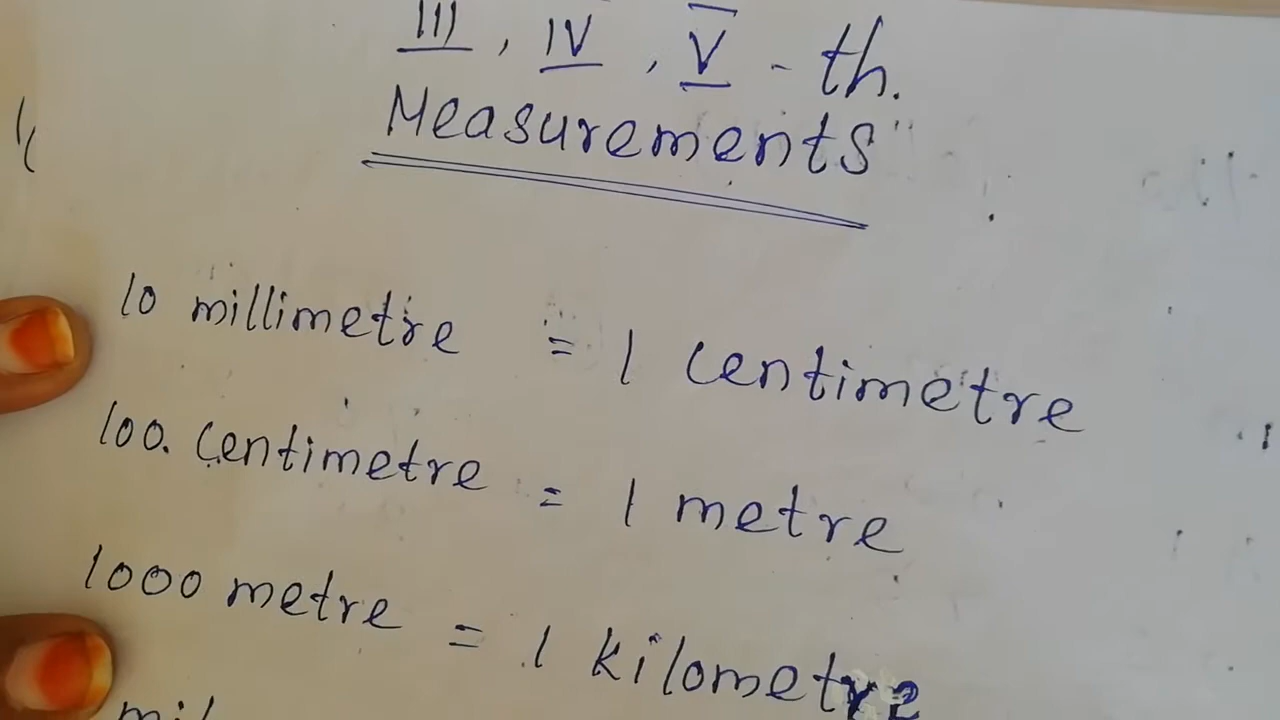 III, IV, V - th.
Measurements"
10 millimetre = 1 centimetre
100. centimetre = 1 metre
1000 metre = 1 kilometre